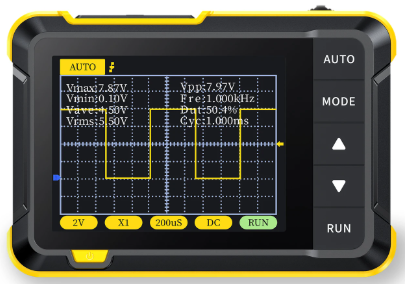 AUTO
Vmax:7.87V Vpp:7.97V
Vmin:0.10V Fre:1.000kHz
Vave:4.50V Dut:50.4%
Vrms:5.50V Cyc:1.000ms
2V X1 200uS DC RUN
AUTO
MODE
RUN